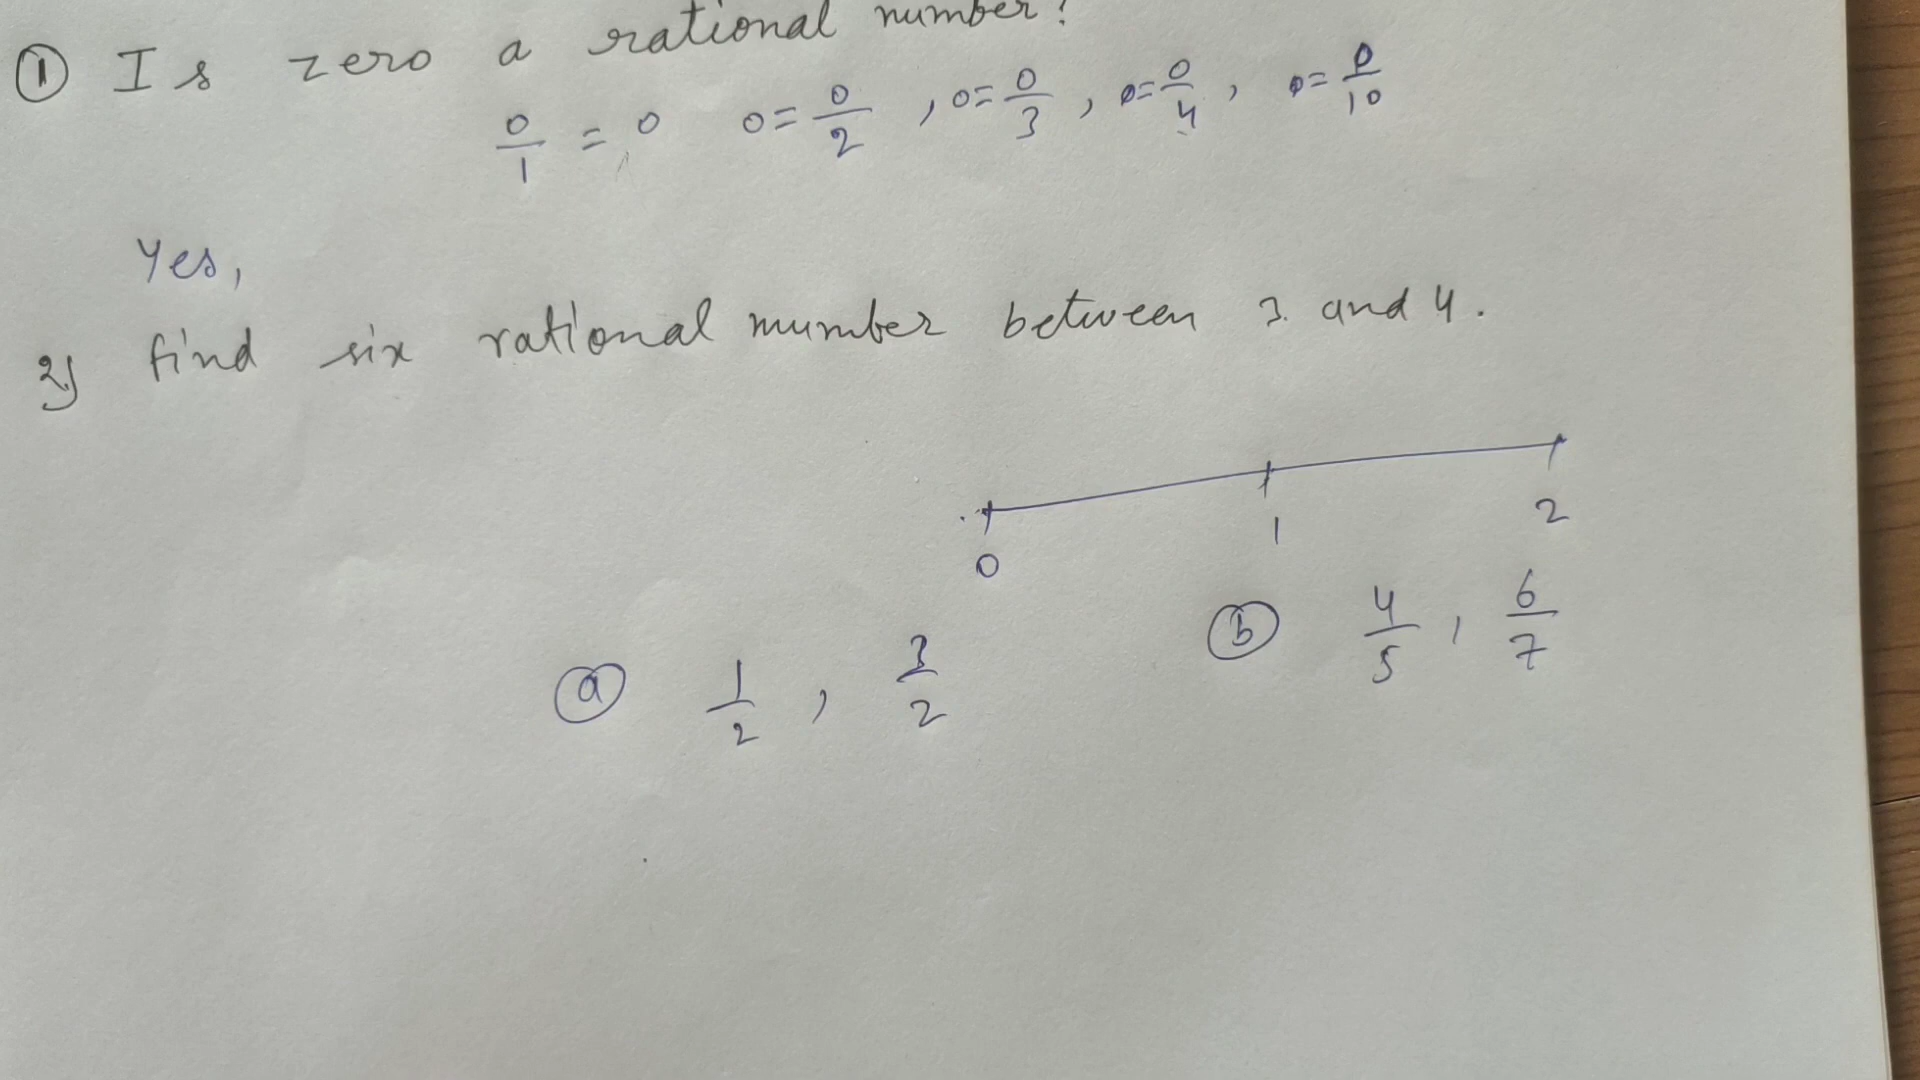 ① Is zero a rational number?
0/1 = 0 0 = 0/2 , 0 = 0/3 , 0 = 0/4 , 0 = 0/10
Yes,
2) find six rational number between 3 and 4.
0 1 2
ⓐ 1/2 , 3/2 ⓑ 4/5 , 6/7